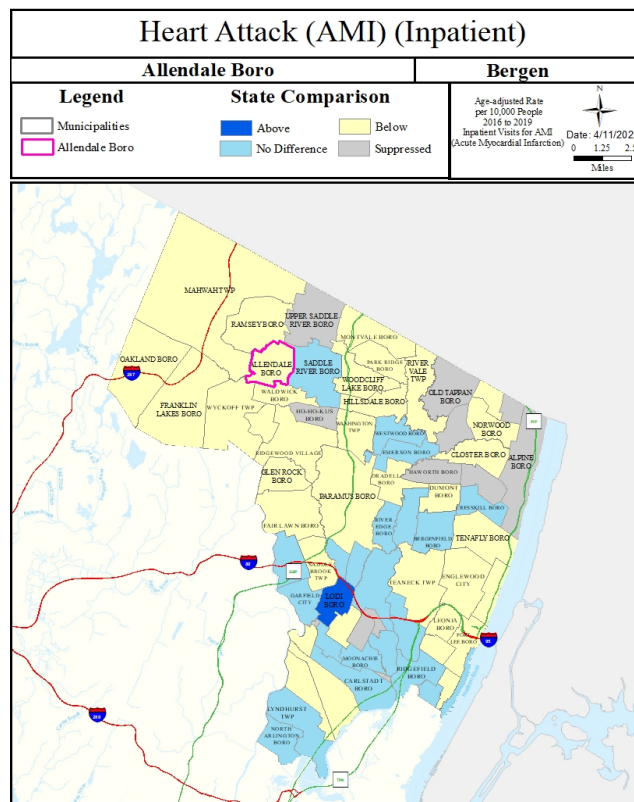 Heart Attack (AMI) (Inpatient)
Allendale Boro
Bergen
Legend
Municipalities
Allendale Boro
State Comparison
Above
Below
No Difference
Suppressed
Age-adjusted Rate
per 10,000 People
2016 to 2019
Inpatient Visits for AMI
(Acute Myocardial Infarction)
N
Date: 4/11/202
0 1.25 2.5
Miles
MAHWAH TWP
RAMSEY BORO
UPPER SADDLE
RIVER BORO
MONTVALE BORO
OAKLAND BORO
ALLENDALE
BORO
SADDLE
RIVER BORO
PARK RIDGE
BORO
RIVER
VALE TWP
WOODCLIFF
LAKE BORO
OLD TAPPAN
BORO
287
FRANKLIN
LAKES BORO
WYCKOFF TWP
WALDWICK
BORO
HILLSDALE BORO
HO-HO-KUS
BORO
WASHINGTON
TWP
NORWOOD
BORO
WESTWOOD BORO
EMERSON BORO
CLOSTER BORO
ALPINE
BORO
RIDGEWOOD VILLAGE
GLEN ROCK
BORO
PARAMUS BORO
ORADELL
BORO
HAWORTH BORO
DUMONT
BORO
CRESSKILL BORO
FAIR LAWN BORO
RIVER
EDGE
BORO
BERGENFIELD
BORO
TENAFLY BORO
80
SADDLE
BROOK
TWP
TEANECK TWP
ENGLEWOOD
CITY
GARFIELD
CITY
LODI
BORO
LEONIA
BORO
FORT
LEE BORO
95
MOONACHIE
BORO
RIDGEFIELD
BORO
CARLSTADT
BORO
LYNDHURST
TWP
NORTH
ARLINGTON
BORO
280